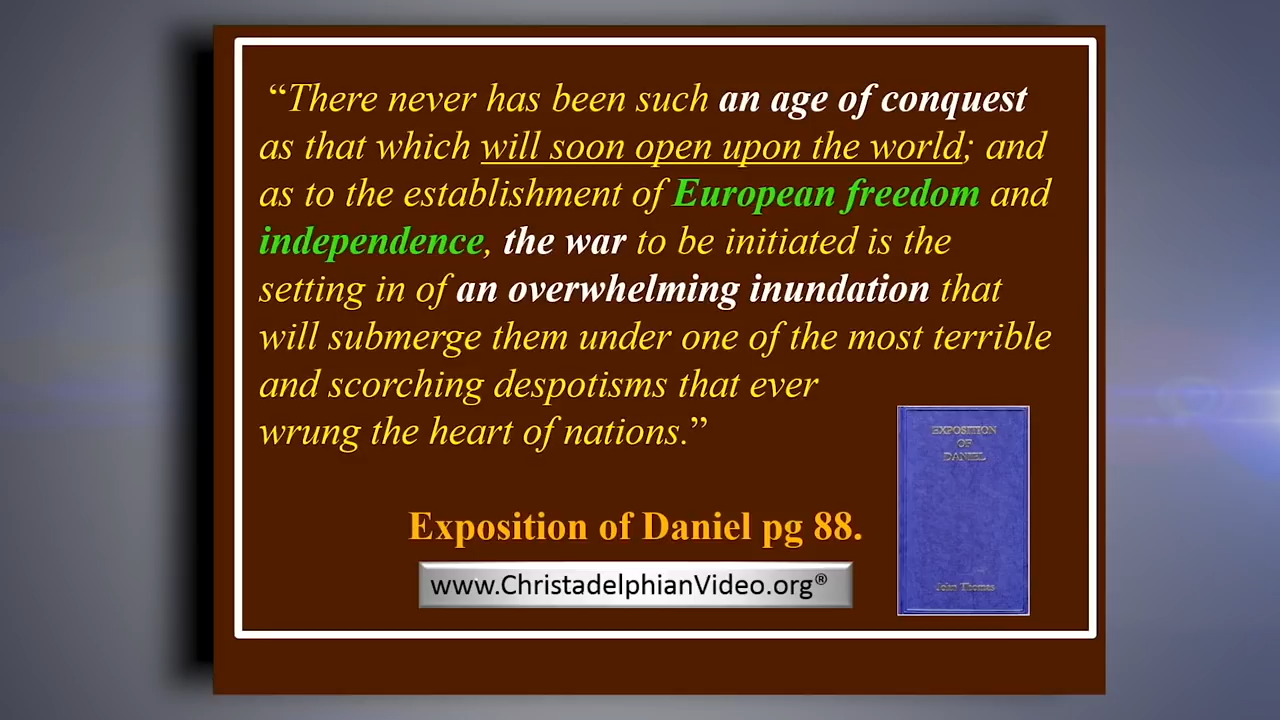 “There never has been such an age of conquest
as that which will soon open upon the world; and
as to the establishment of European freedom and
independence, the war to be initiated is the
setting in of an overwhelming inundation that
will submerge them under one of the most terrible
and scorching despotisms that ever
wrung the heart of nations.”
EXPOSITION
OF
DANIEL
John Thomas
Exposition of Daniel pg 88.
www.ChristadelphianVideo.org®